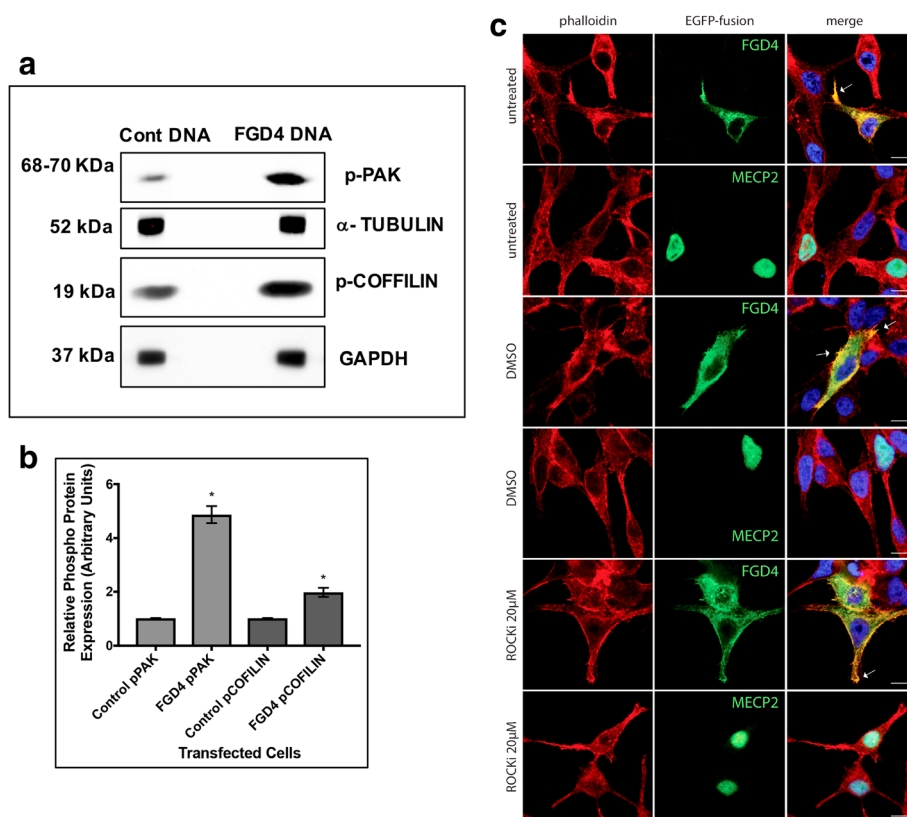 a
Cont DNA FGD4 DNA
68-70 KDa p-PAK
52 kDa α- TUBULIN
19 kDa p-COFFILIN
37 kDa GAPDH
b
Relative Phospho Protein
Expression (Arbitrary Units)
6
4
2
0
*
*
Control pPAK
FGD4 pPAK
Control pCOFILIN
FGD4 pCOFILIN
Transfected Cells
c
phalloidin EGFP-fusion merge
untreated FGD4
untreated MECP2
DMSO FGD4
DMSO MECP2
ROCKi 20µM FGD4
ROCKi 20µM MECP2